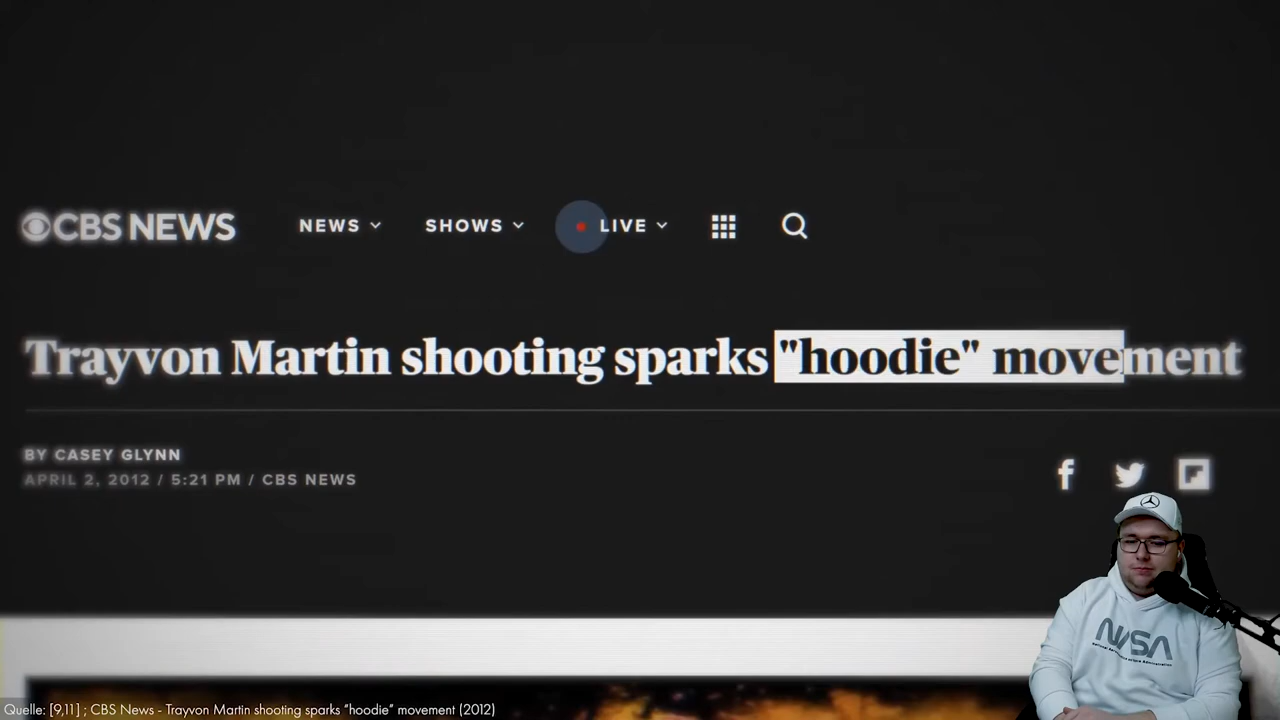 CBS NEWS NEWS SHOWS LIVE
Trayvon Martin shooting sparks "hoodie" movement
BY CASEY GLYNN
APRIL 2, 2012 / 5:21 PM / CBS NEWS
NASA
Quelle: [9,11] ; CBS News - Trayvon Martin shooting sparks “hoodie” movement (2012)